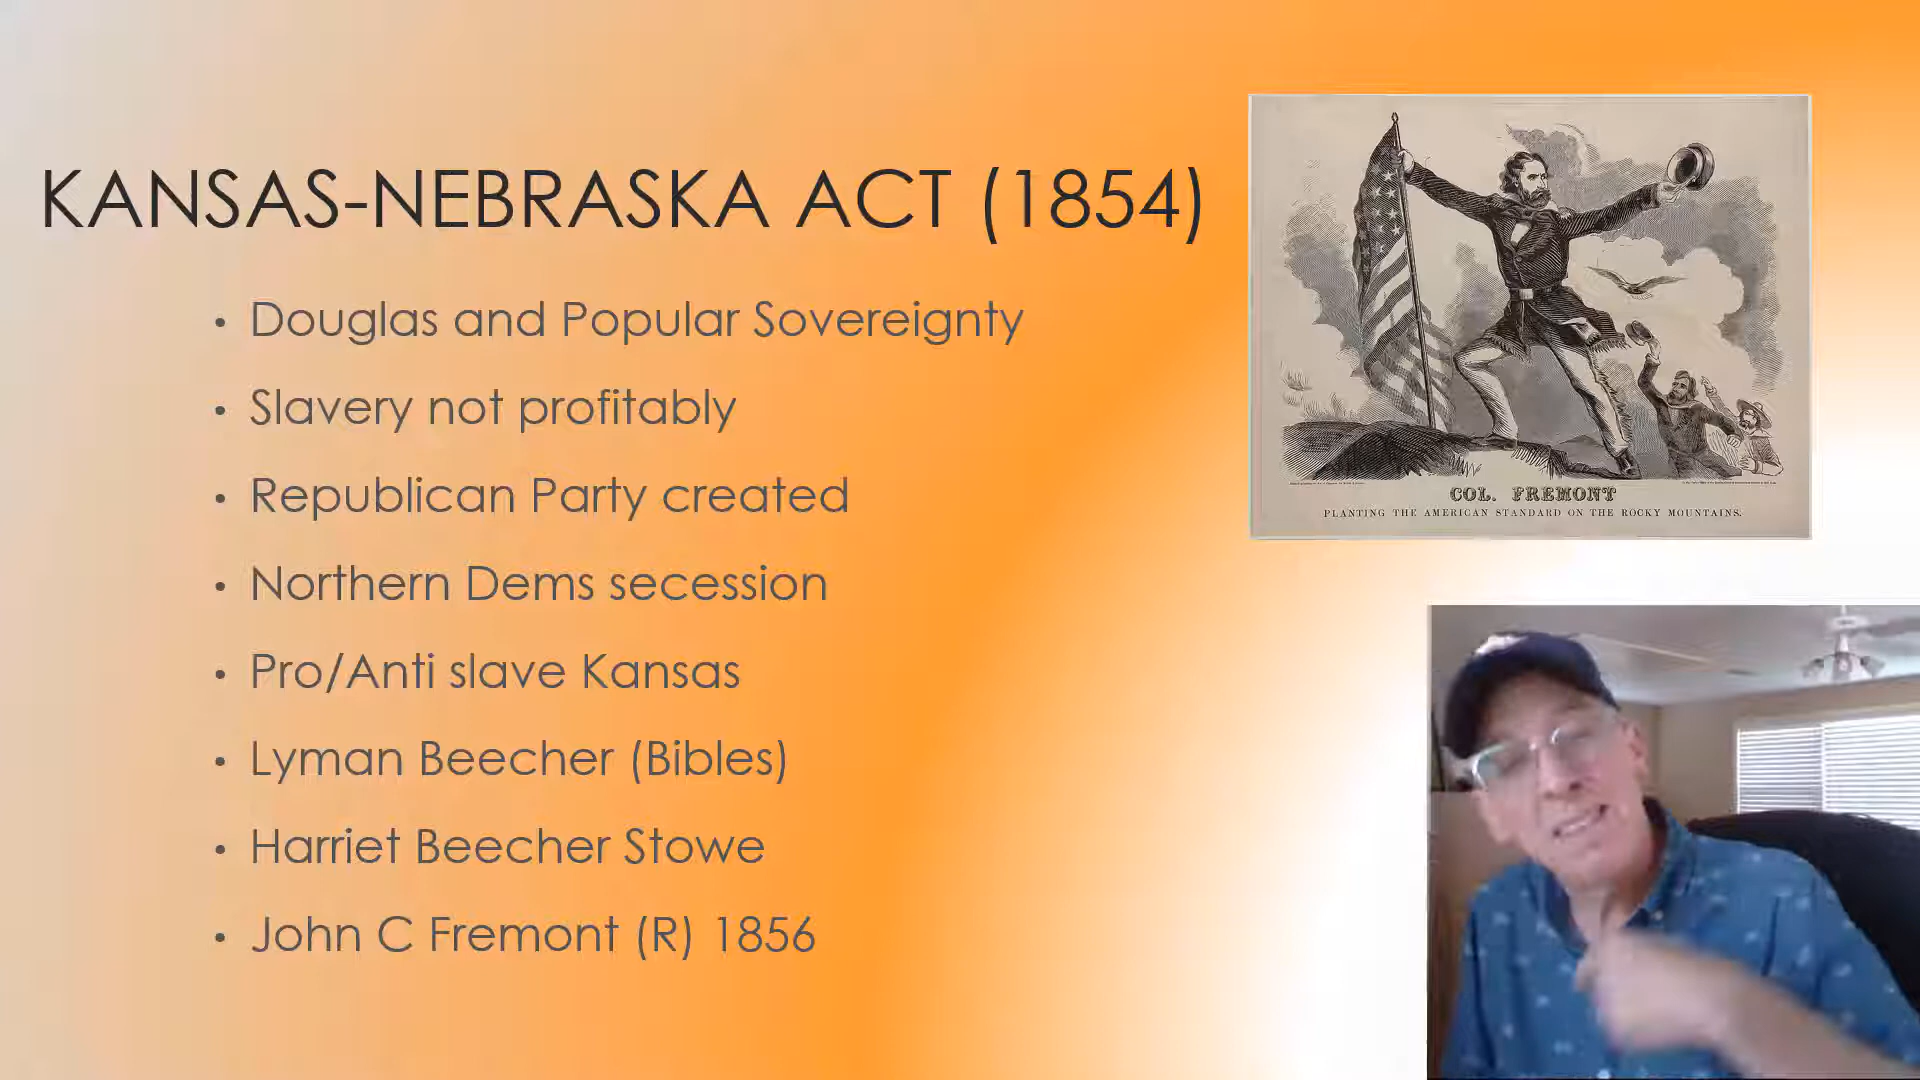 KANSAS-NEBRASKA ACT (1854)
• Douglas and Popular Sovereignty
• Slavery not profitably
• Republican Party created
• Northern Dems secession
• Pro/Anti slave Kansas
• Lyman Beecher (Bibles)
• Harriet Beecher Stowe
• John C Fremont (R) 1856
COL. FREMONT
PLANTING THE AMERICAN STANDARD ON THE ROCKY MOUNTAINS.